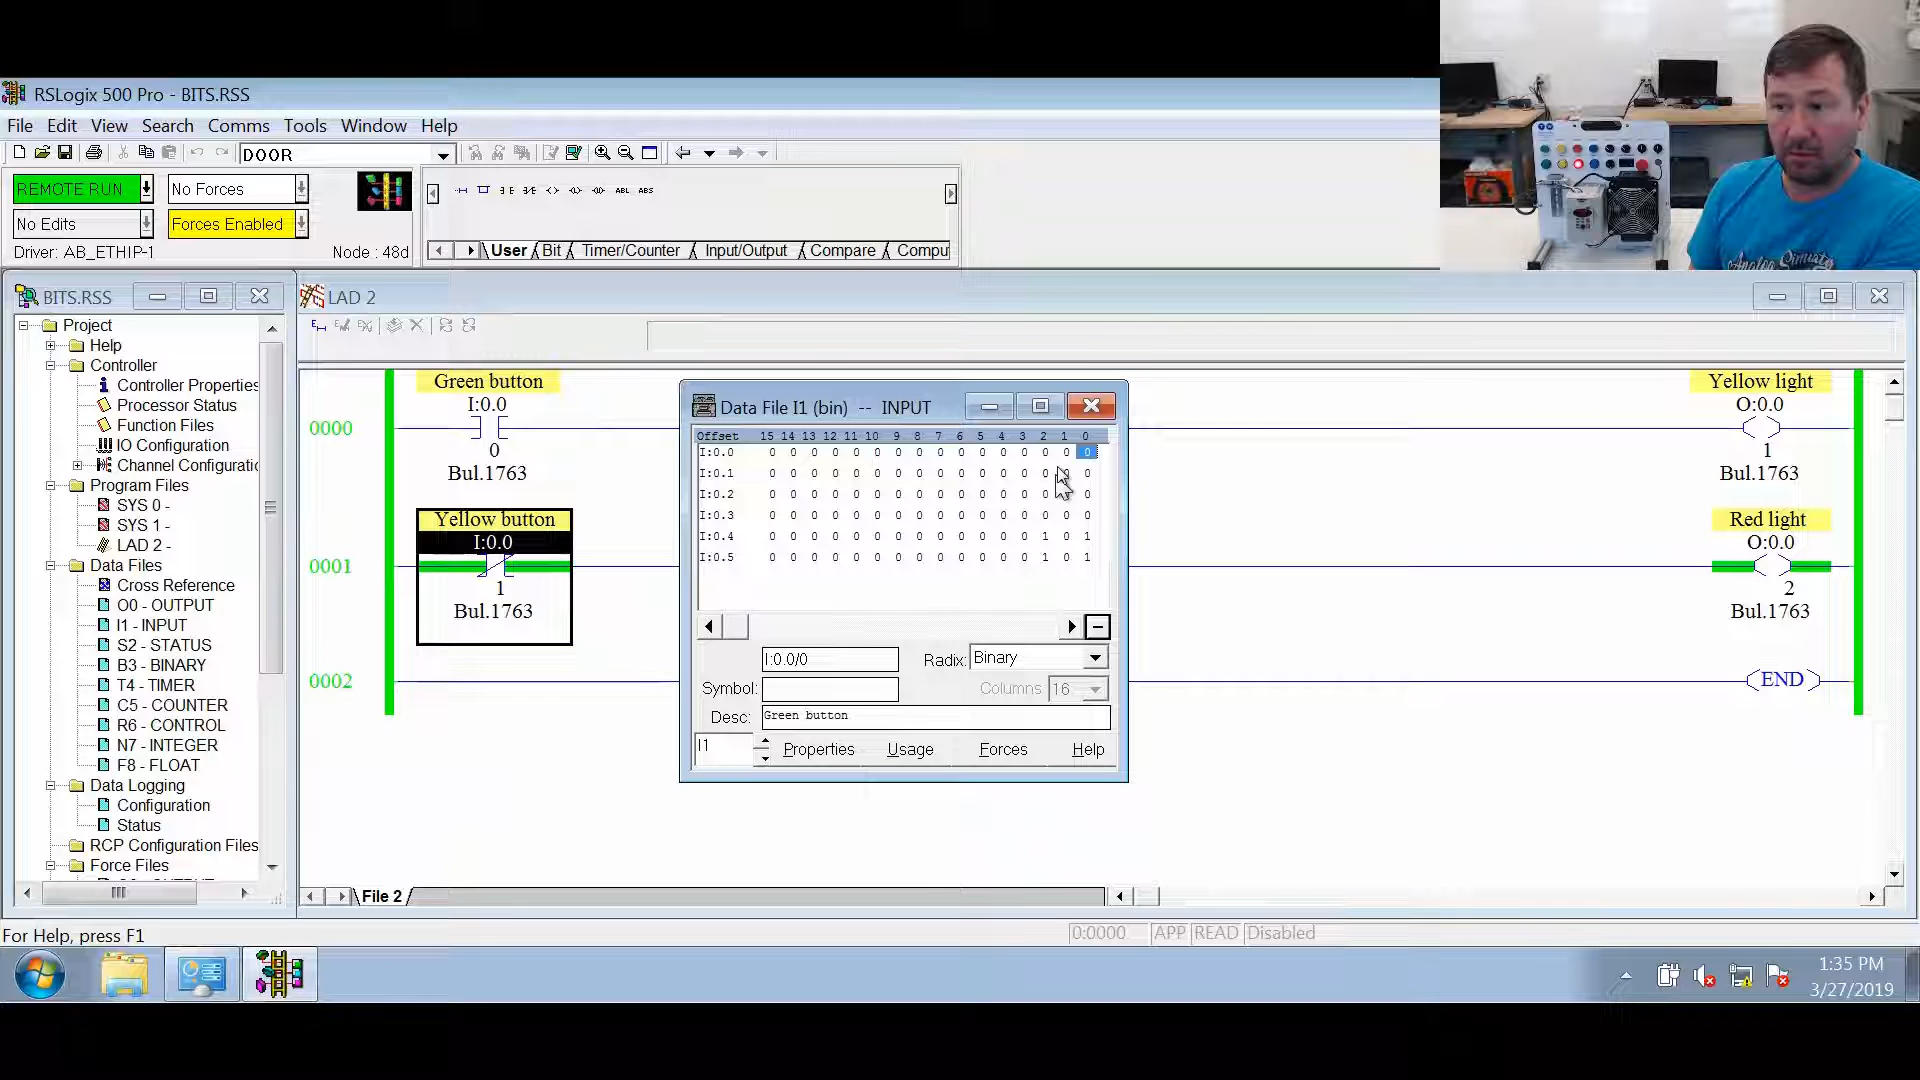 RSLogix 500 Pro - BITS.RSS
File Edit View Search Comms Tools Window Help
DOOR
REMOTE RUN No Forces
No Edits Forces Enabled
Driver: AB_ETHIP-1 Node : 48d
ABL ABS
User Bit Timer/Counter Input/Output Compare Compu
BITS.RSS
Project
Help
Controller
Controller Properties
Processor Status
Function Files
IO Configuration
Channel Configuratic
Program Files
SYS 0 -
SYS 1 -
LAD 2 -
Data Files
Cross Reference
O0 - OUTPUT
I1 - INPUT
S2 - STATUS
B3 - BINARY
T4 - TIMER
C5 - COUNTER
R6 - CONTROL
N7 - INTEGER
F8 - FLOAT
Data Logging
Configuration
Status
RCP Configuration Files
Force Files
LAD 2
Green button
I:0.0
0000
0
Bul.1763
Yellow button
I:0.0
0001
1
Bul.1763
0002
Yellow light
O:0.0
1
Bul.1763
Red light
O:0.0
2
Bul.1763
END
Data File I1 (bin) -- INPUT
Offset 15 14 13 12 11 10 9 8 7 6 5 4 3 2 1 0
I:0.0 0 0 0 0 0 0 0 0 0 0 0 0 0 0 0 0
I:0.1 0 0 0 0 0 0 0 0 0 0 0 0 0 0 0 0
I:0.2 0 0 0 0 0 0 0 0 0 0 0 0 0 0 0
I:0.3 0 0 0 0 0 0 0 0 0 0 0 0 0 0 0 0
I:0.4 0 0 0 0 0 0 0 0 0 0 0 0 0 1 0 1
I:0.5 0 0 0 0 0 0 0 0 0 0 0 0 0 1 0 1
I:0.0/0 Radix: Binary
Symbol: Columns 16
Desc: Green button
I1 Properties Usage Forces Help
File 2
For Help, press F1
0:0000 APP READ Disabled
1:35 PM
3/27/2019